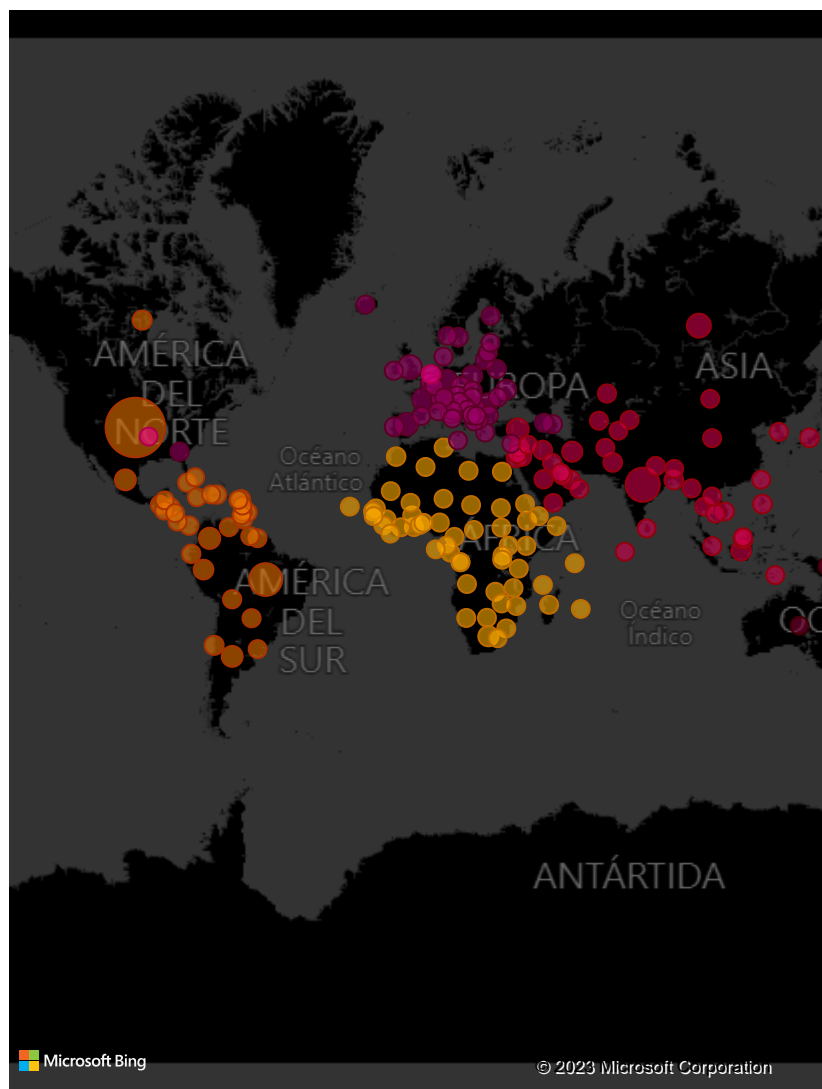 AMÉRICA
DEL
NORTE
EUROPA
ASIA
Océano
Atlántico
ÁFRICA
AMÉRICA
DEL
SUR
Océano
Índico
OC
ANTÁRTIDA
Microsoft Bing
© 2023 Microsoft Corporation